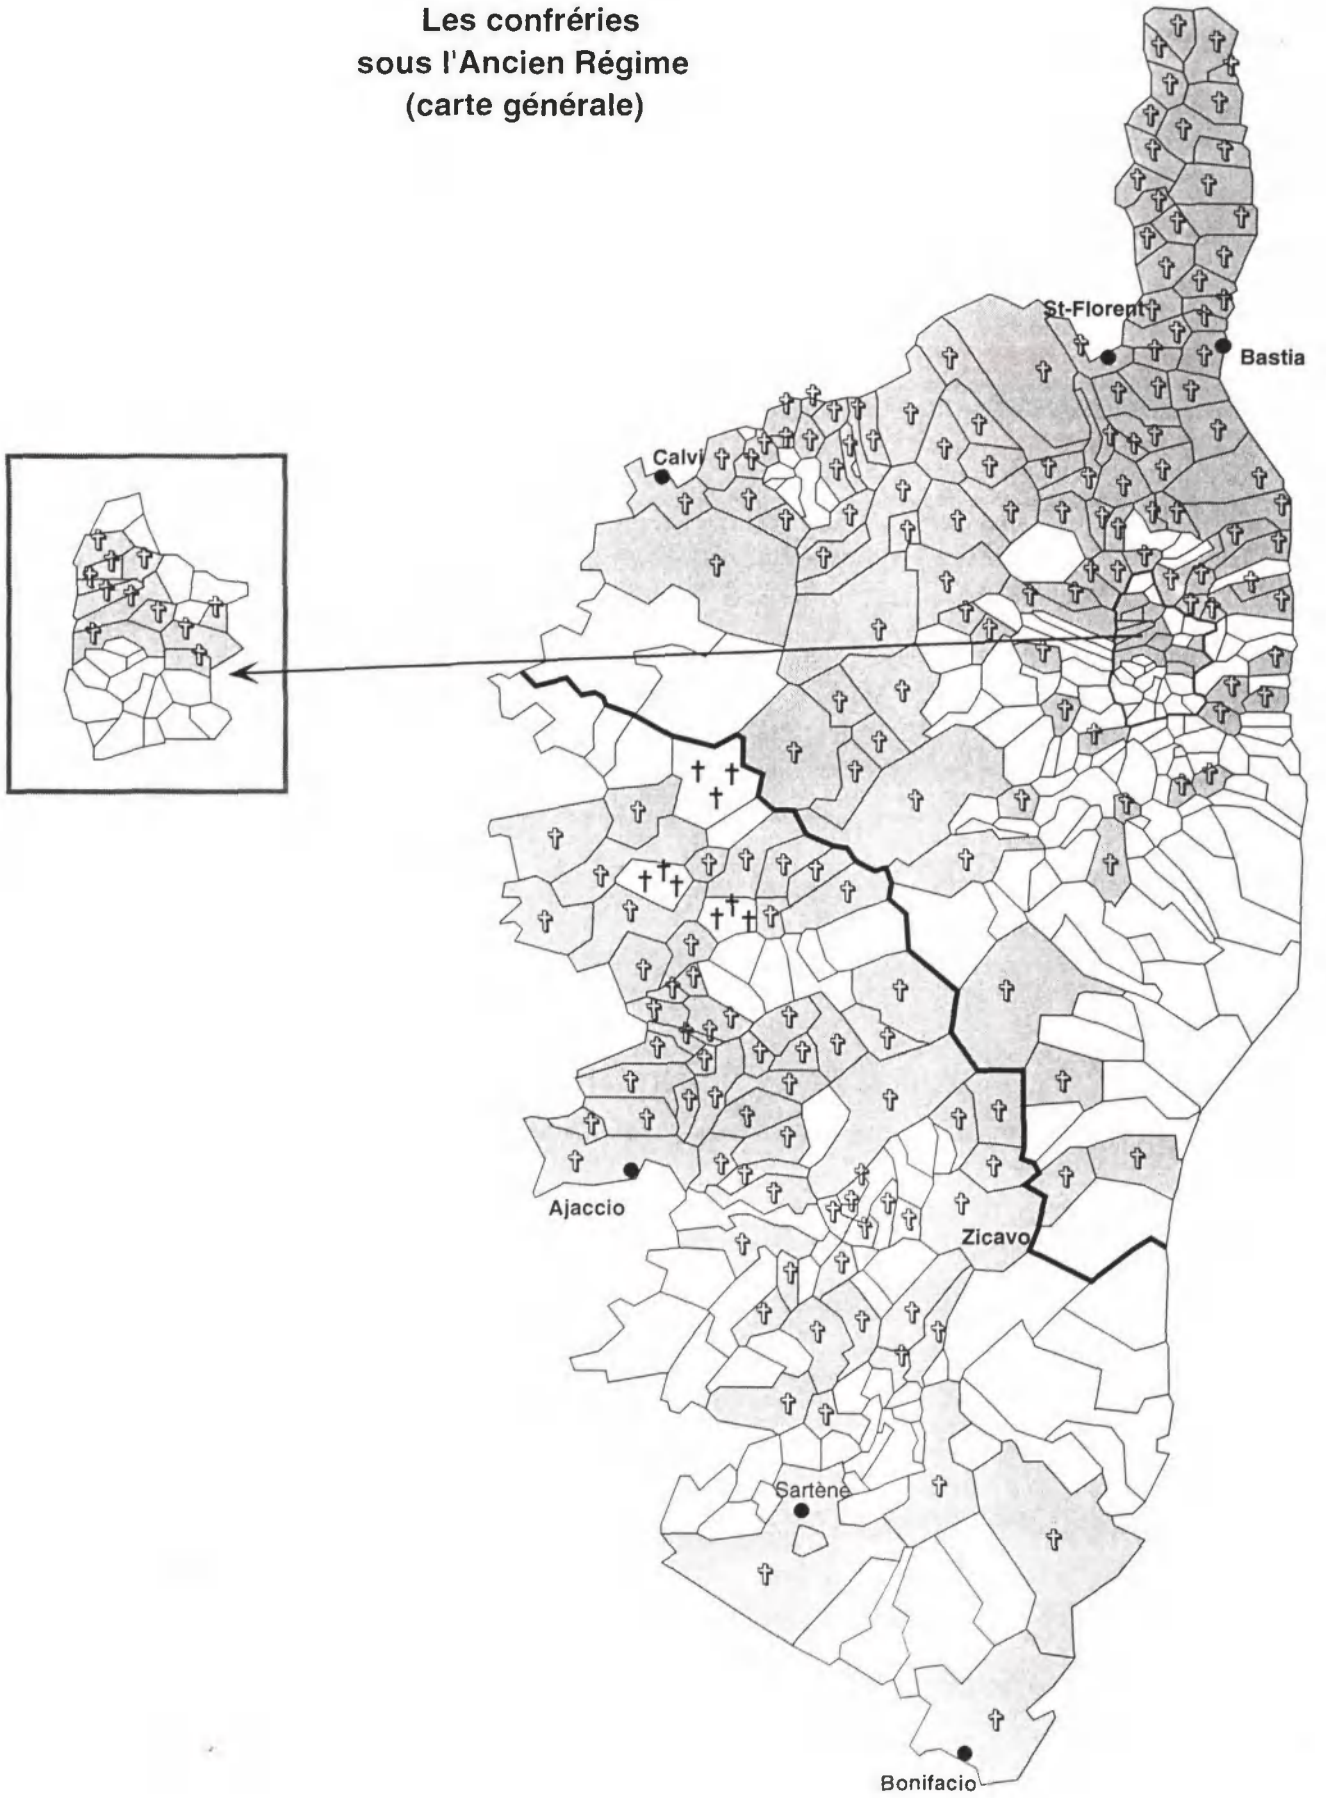 Les confréries
sous l'Ancien Régime
(carte générale)
St-Florent
Bastia
Calvi
Ajaccio
Zicavo
Sartène
Bonifacio